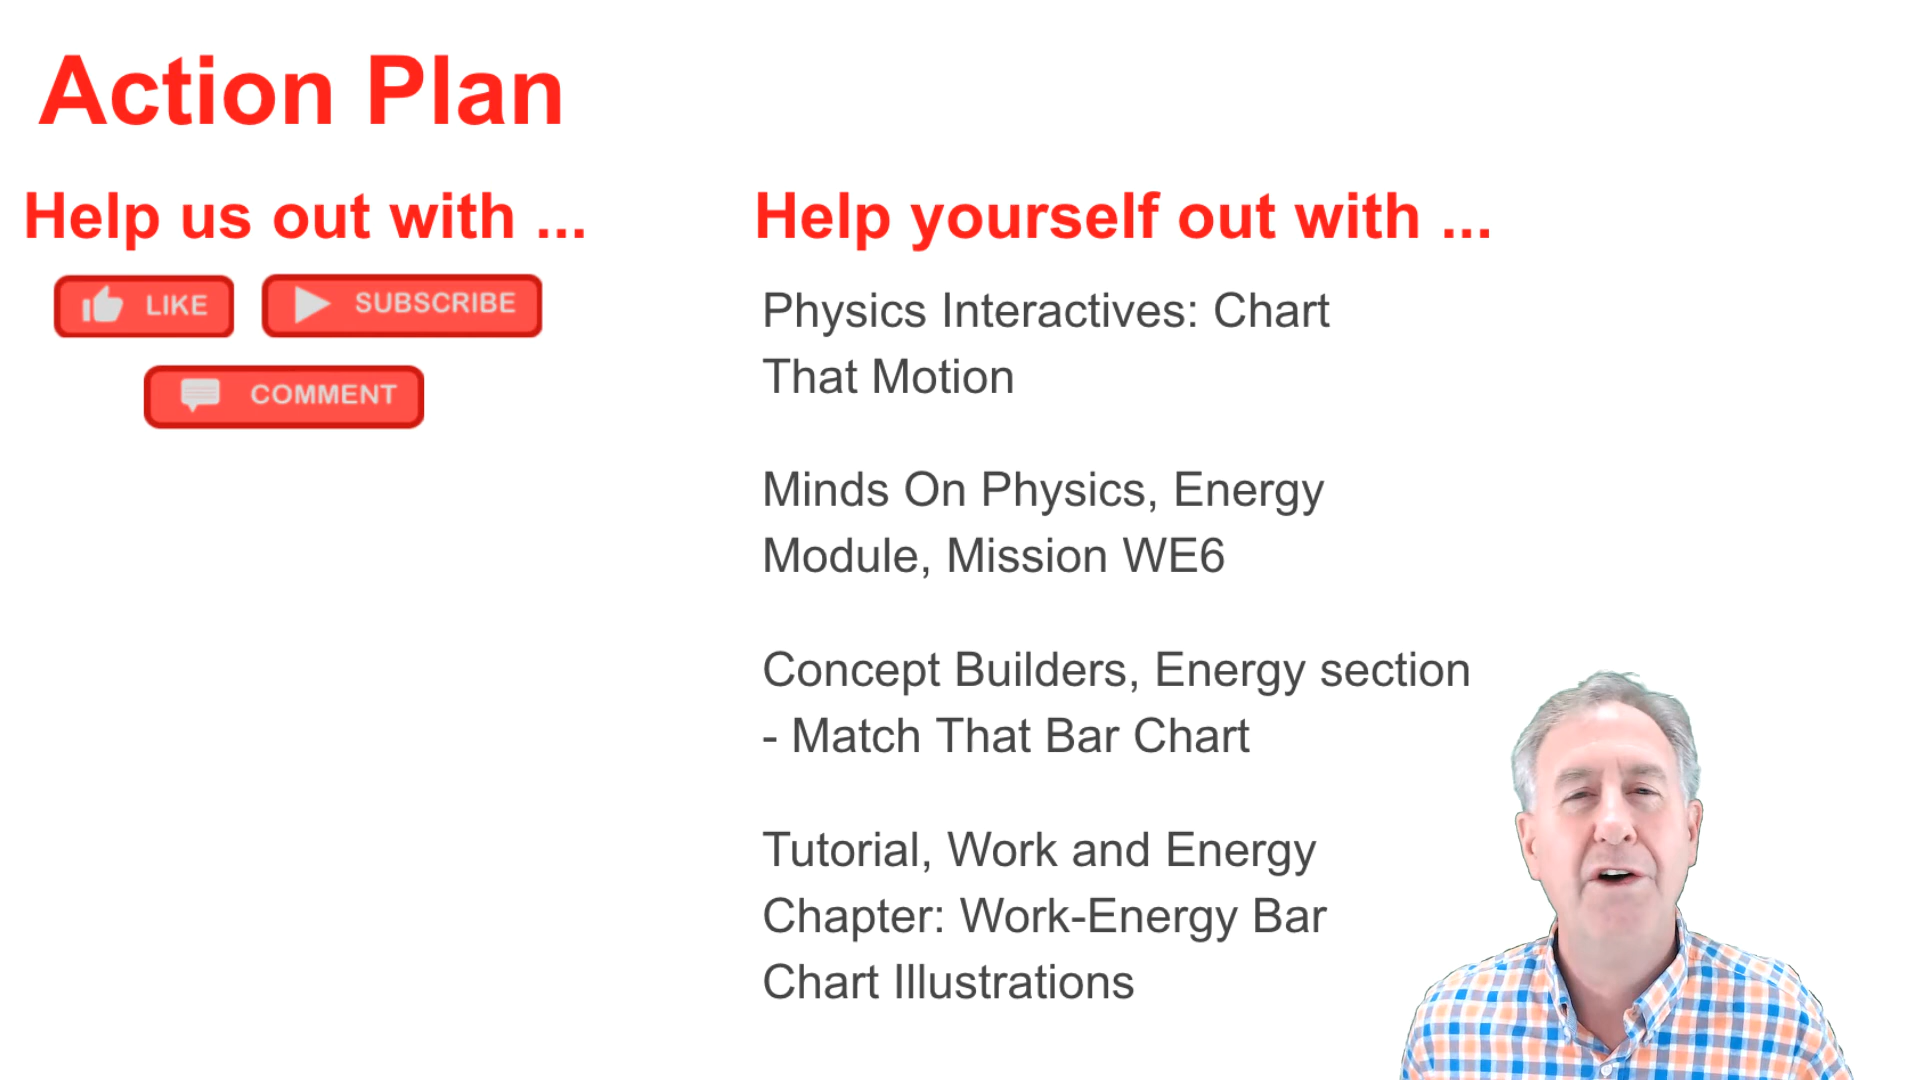 Action Plan
Help us out with ...
LIKE
SUBSCRIBE
COMMENT
Help yourself out with ...
Physics Interactives: Chart
That Motion
Minds On Physics, Energy
Module, Mission WE6
Concept Builders, Energy section
- Match That Bar Chart
Tutorial, Work and Energy
Chapter: Work-Energy Bar
Chart Illustrations